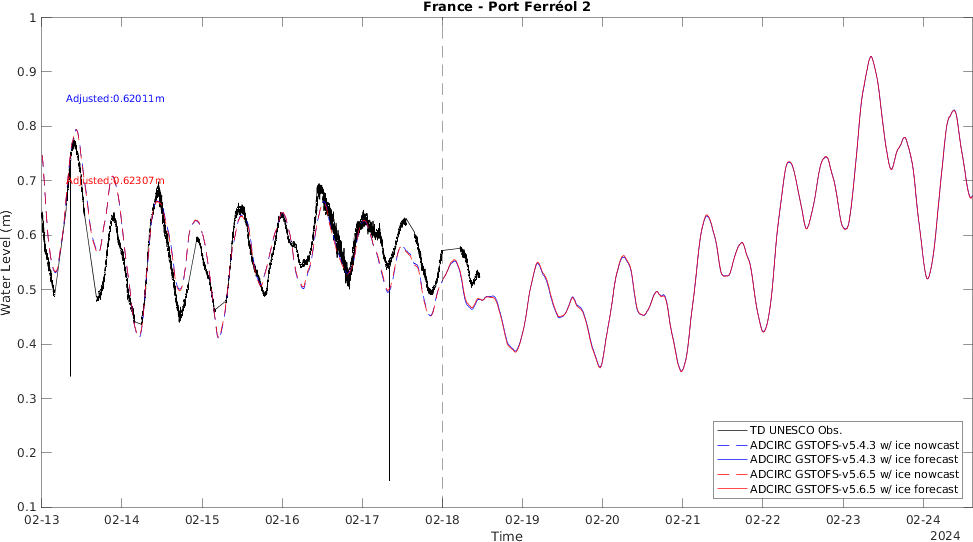 France - Port Ferréol 2
1
0.9
0.8
0.7
0.6
0.5
0.4
0.3
0.2
0.1
Water Level (m)
Adjusted:0.62011m
Adjusted:0.62307m
TD UNESCO Obs.
ADCIRC GSTOFS-v5.4.3 w/ ice nowcast
ADCIRC GSTOFS-v5.4.3 w/ ice forecast
ADCIRC GSTOFS-v5.6.5 w/ ice nowcast
ADCIRC GSTOFS-v5.6.5 w/ ice forecast
02-13 02-14 02-15 02-16 02-17 02-18 02-19 02-20 02-21 02-22 02-23 02-24
Time
2024